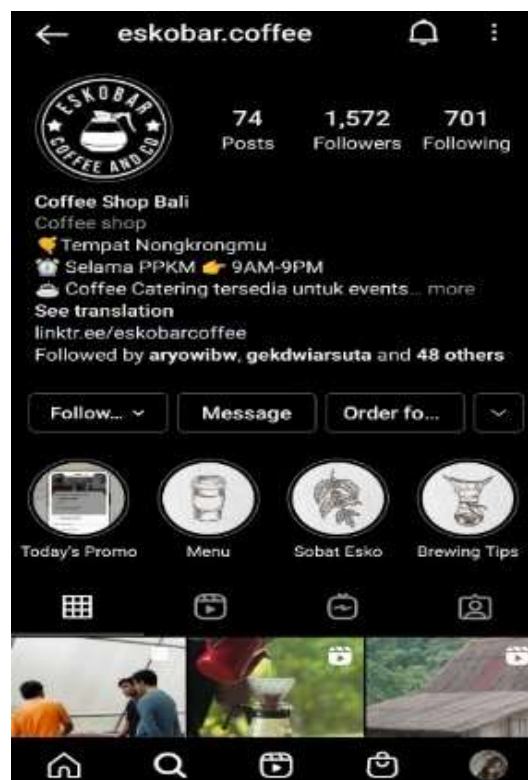 eskobar.coffee
ESKOBAR
COFFEE AND CO
74 1,572 701
Posts Followers Following
Coffee Shop Bali
Coffee shop
Tempat Nongkrongmu
Selama PPKM 👉 9AM-9PM
Coffee Catering tersedia untuk events... more
See translation
linktr.ee/eskobarcoffee
Followed by aryowibw, gekdwiarsuta and 48 others
Follow... Message Order fo...
Today's Promo Menu Sobat Esko Brewing Tips